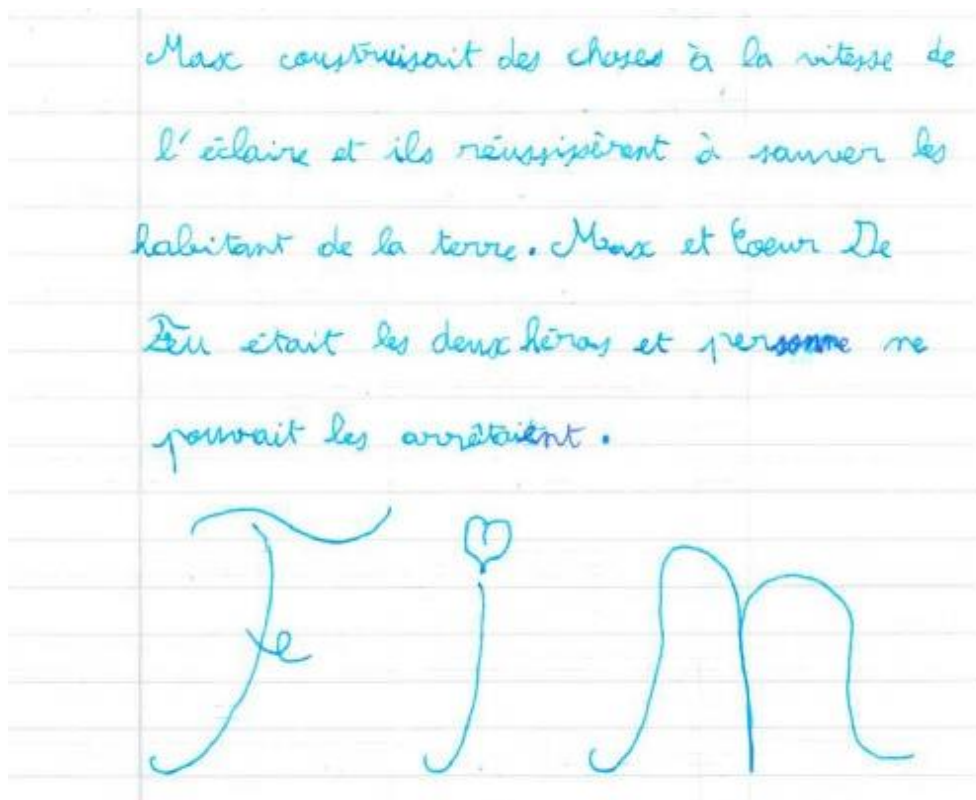 Max construisait des choses à la vitesse de
l'éclaire et ils réussisèrent à sauver les
habitant de la terre. Max et Coeur De
Feu était les deux héros et personne ne
pouvait les arrêtaient.
Fin